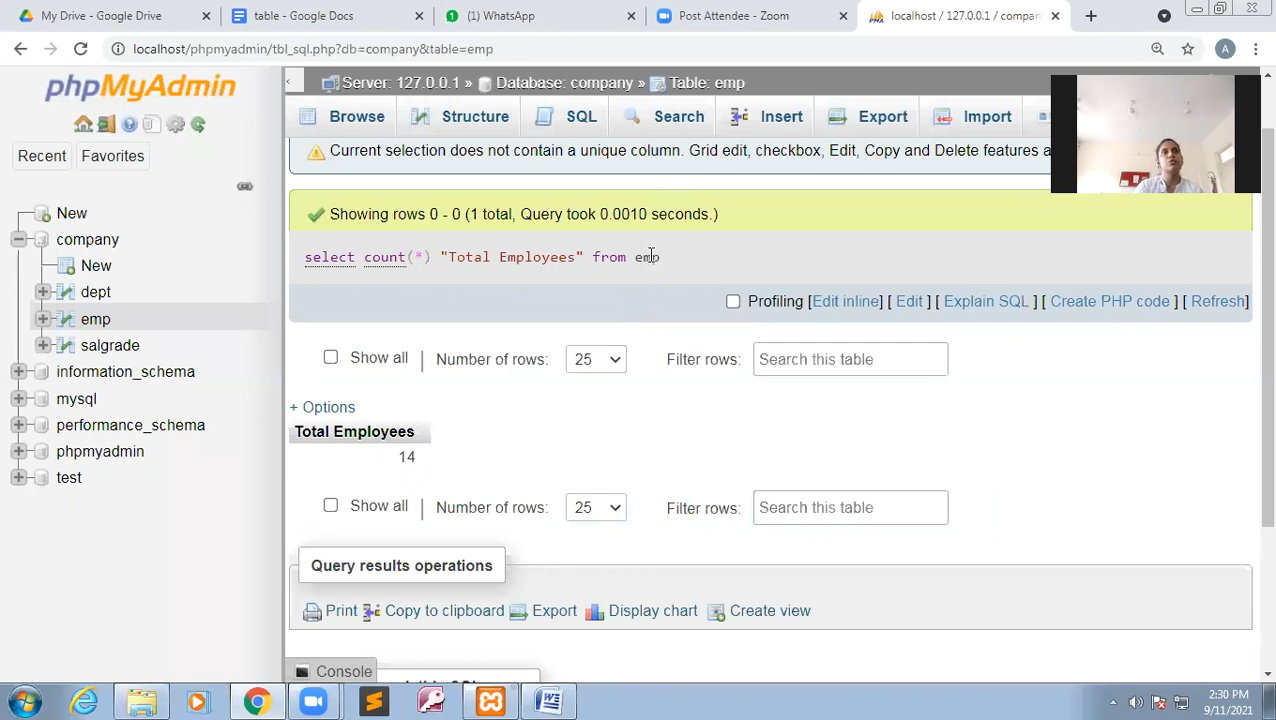 My Drive - Google Drive
table - Google Docs
(1) WhatsApp
Post Attendee - Zoom
localhost / 127.0.0.1 / compan
localhost/phpmyadmin/tbl_sql.php?db=company&table=emp
A
phpMyAdmin
Recent
Favorites
New
company
New
dept
emp
salgrade
information_schema
mysql
performance_schema
phpmyadmin
test
Server: 127.0.0.1 » Database: company » Table: emp
Browse
Structure
SQL
Search
Insert
Export
Import
Current selection does not contain a unique column. Grid edit, checkbox, Edit, Copy and Delete features a
Showing rows 0 - 0 (1 total, Query took 0.0010 seconds.)
select count(*) "Total Employees" from emp
Profiling [Edit inline] [ Edit ] [ Explain SQL ] [ Create PHP code ] [ Refresh]
Show all | Number of rows: 25 Filter rows: Search this table
+ Options
Total Employees
14
Show all | Number of rows: 25 Filter rows: Search this table
Query results operations
Print Copy to clipboard Export Display chart Create view
Console
2:30 PM
9/11/2021